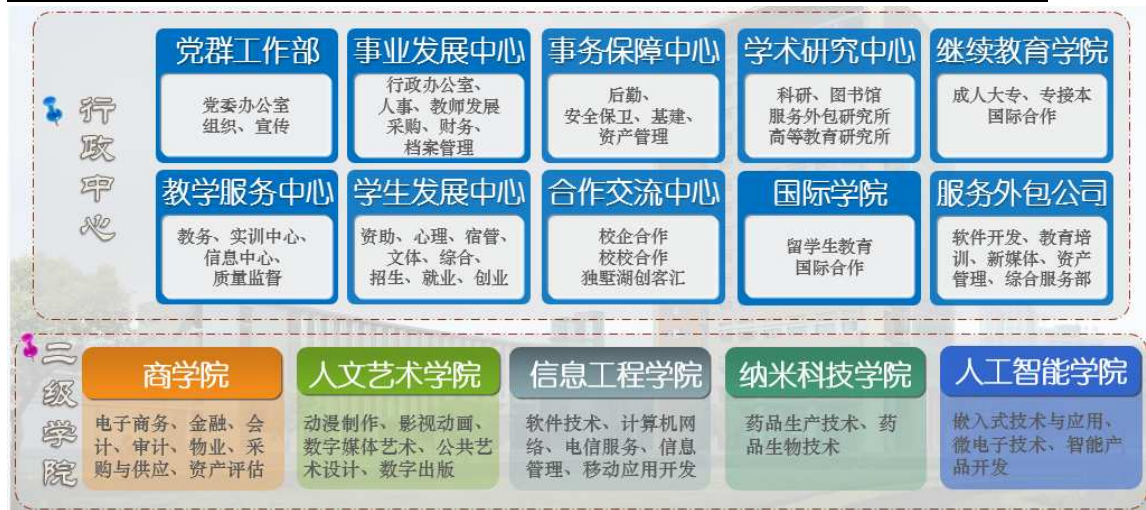 行政中心
党群工作部
党委办公室
组织、宣传
事业发展中心
行政办公室、
人事、教师发展
采购、财务、
档案管理
事务保障中心
后勤、
安全保卫、基建、
资产管理
学术研究中心
科研、图书馆
服务外包研究所
高等教育研究所
继续教育学院
成人大专、专接本
国际合作
教学服务中心
教务、实训中心、
信息中心、
质量监督
学生发展中心
资助、心理、宿管、
文体、综合、
招生、就业、创业
合作交流中心
校企合作
校校合作
独墅湖创客汇
国际学院
留学生教育
国际合作
服务外包公司
软件开发、教育培
训、新媒体、资产
管理、综合服务部
二级学院
商学院
电子商务、金融、会
计、审计、物业、采
购与供应、资产评估
人文艺术学院
动漫制作、影视动画、
数字媒体艺术、公共艺
术设计、数字出版
信息工程学院
软件技术、计算机网
络、电信服务、信息
管理、移动应用开发
纳米科技学院
药品生产技术、药
品生物技术
人工智能学院
嵌入式技术与应用、
微电子技术、智能产
品开发